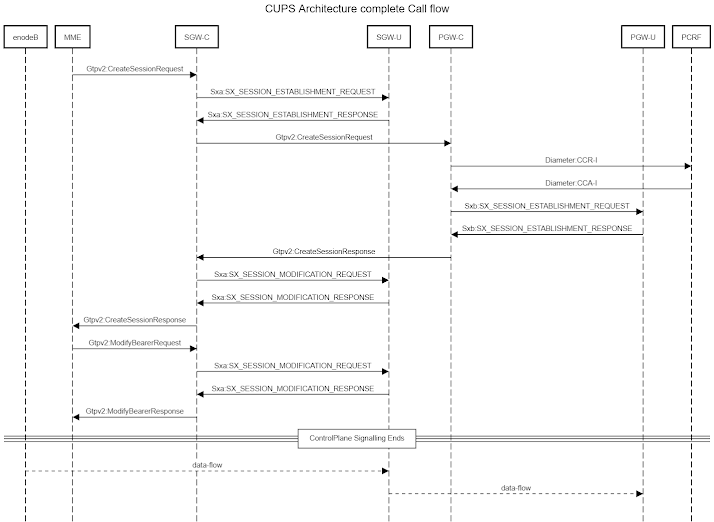 CUPS Architecture complete Call flow
enodeB MME SGW-C SGW-U PGW-C PGW-U PCRF
Gtpv2:CreateSessionRequest
Sxa:SX_SESSION_ESTABLISHMENT_REQUEST
Sxa:SX_SESSION_ESTABLISHMENT_RESPONSE
Gtpv2:CreateSessionRequest
Diameter:CCR-I
Diameter:CCA-I
Sxb:SX_SESSION_ESTABLISHMENT_REQUEST
Sxb:SX_SESSION_ESTABLISHMENT_RESPONSE
Gtpv2:CreateSessionResponse
Sxa:SX_SESSION_MODIFICATION_REQUEST
Sxa:SX_SESSION_MODIFICATION_RESPONSE
Gtpv2:CreateSessionResponse
Gtpv2:ModifyBearerRequest
Sxa:SX_SESSION_MODIFICATION_REQUEST
Sxa:SX_SESSION_MODIFICATION_RESPONSE
Gtpv2:ModifyBearerResponse
ControlPlane Signalling Ends
data-flow
data-flow